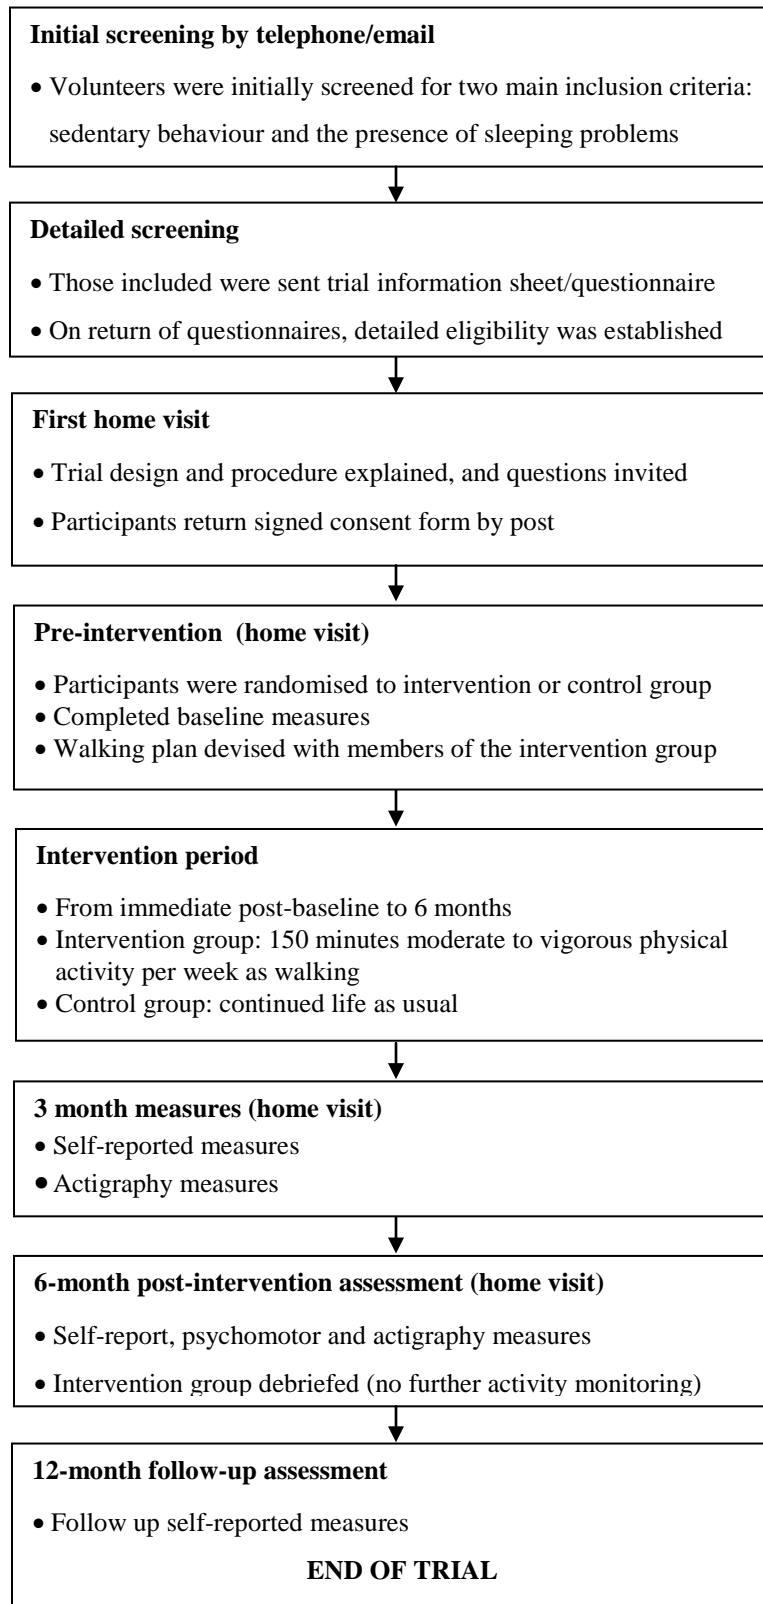 Initial screening by telephone/email
• Volunteers were initially screened for two main inclusion criteria:
sedentary behaviour and the presence of sleeping problems
Detailed screening
• Those included were sent trial information sheet/questionnaire
• On return of questionnaires, detailed eligibility was established
First home visit
• Trial design and procedure explained, and questions invited
• Participants return signed consent form by post
Pre-intervention (home visit)
• Participants were randomised to intervention or control group
• Completed baseline measures
• Walking plan devised with members of the intervention group
Intervention period
• From immediate post-baseline to 6 months
• Intervention group: 150 minutes moderate to vigorous physical
activity per week as walking
• Control group: continued life as usual
3 month measures (home visit)
• Self-reported measures
• Actigraphy measures
6-month post-intervention assessment (home visit)
• Self-report, psychomotor and actigraphy measures
• Intervention group debriefed (no further activity monitoring)
12-month follow-up assessment
• Follow up self-reported measures
END OF TRIAL